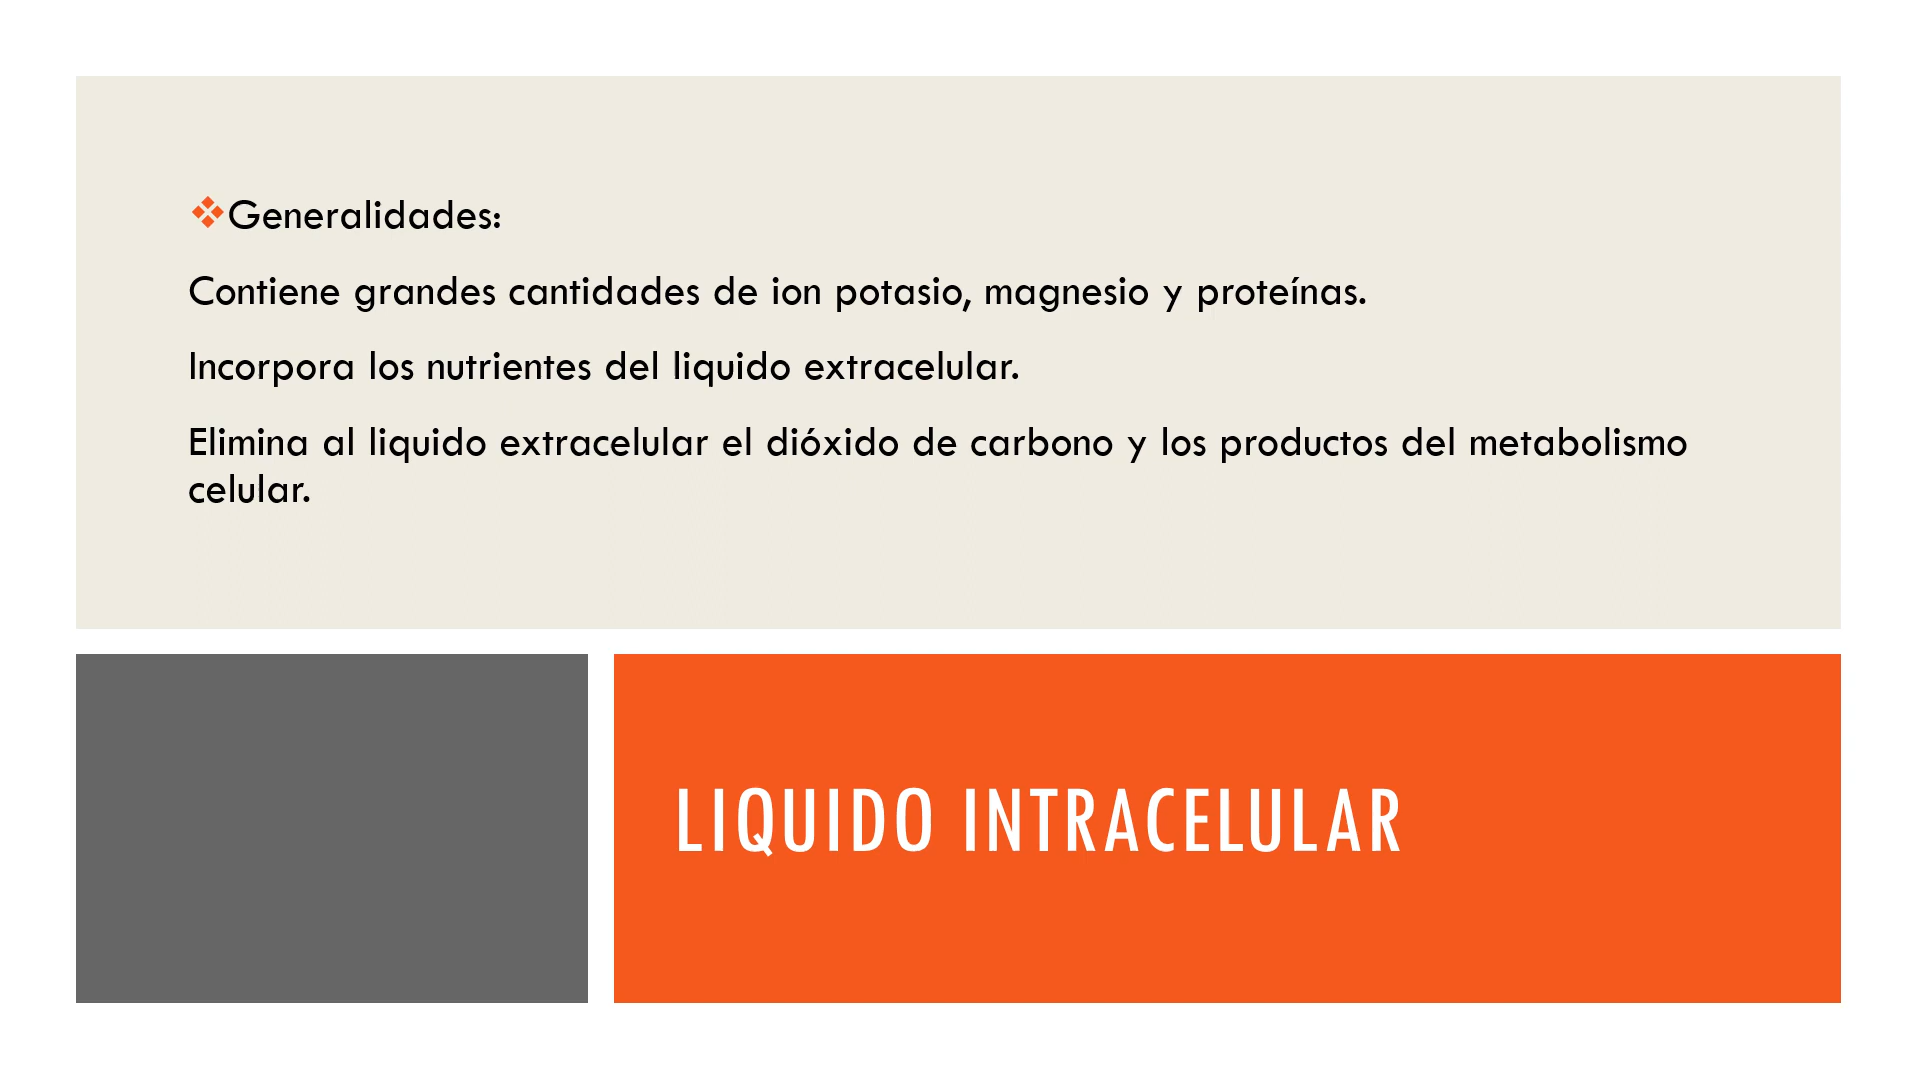 ❖Generalidades:
Contiene grandes cantidades de ion potasio, magnesio y proteínas.
Incorpora los nutrientes del liquido extracelular.
Elimina al liquido extracelular el dióxido de carbono y los productos del metabolismo
celular.
LIQUIDO INTRACELULAR